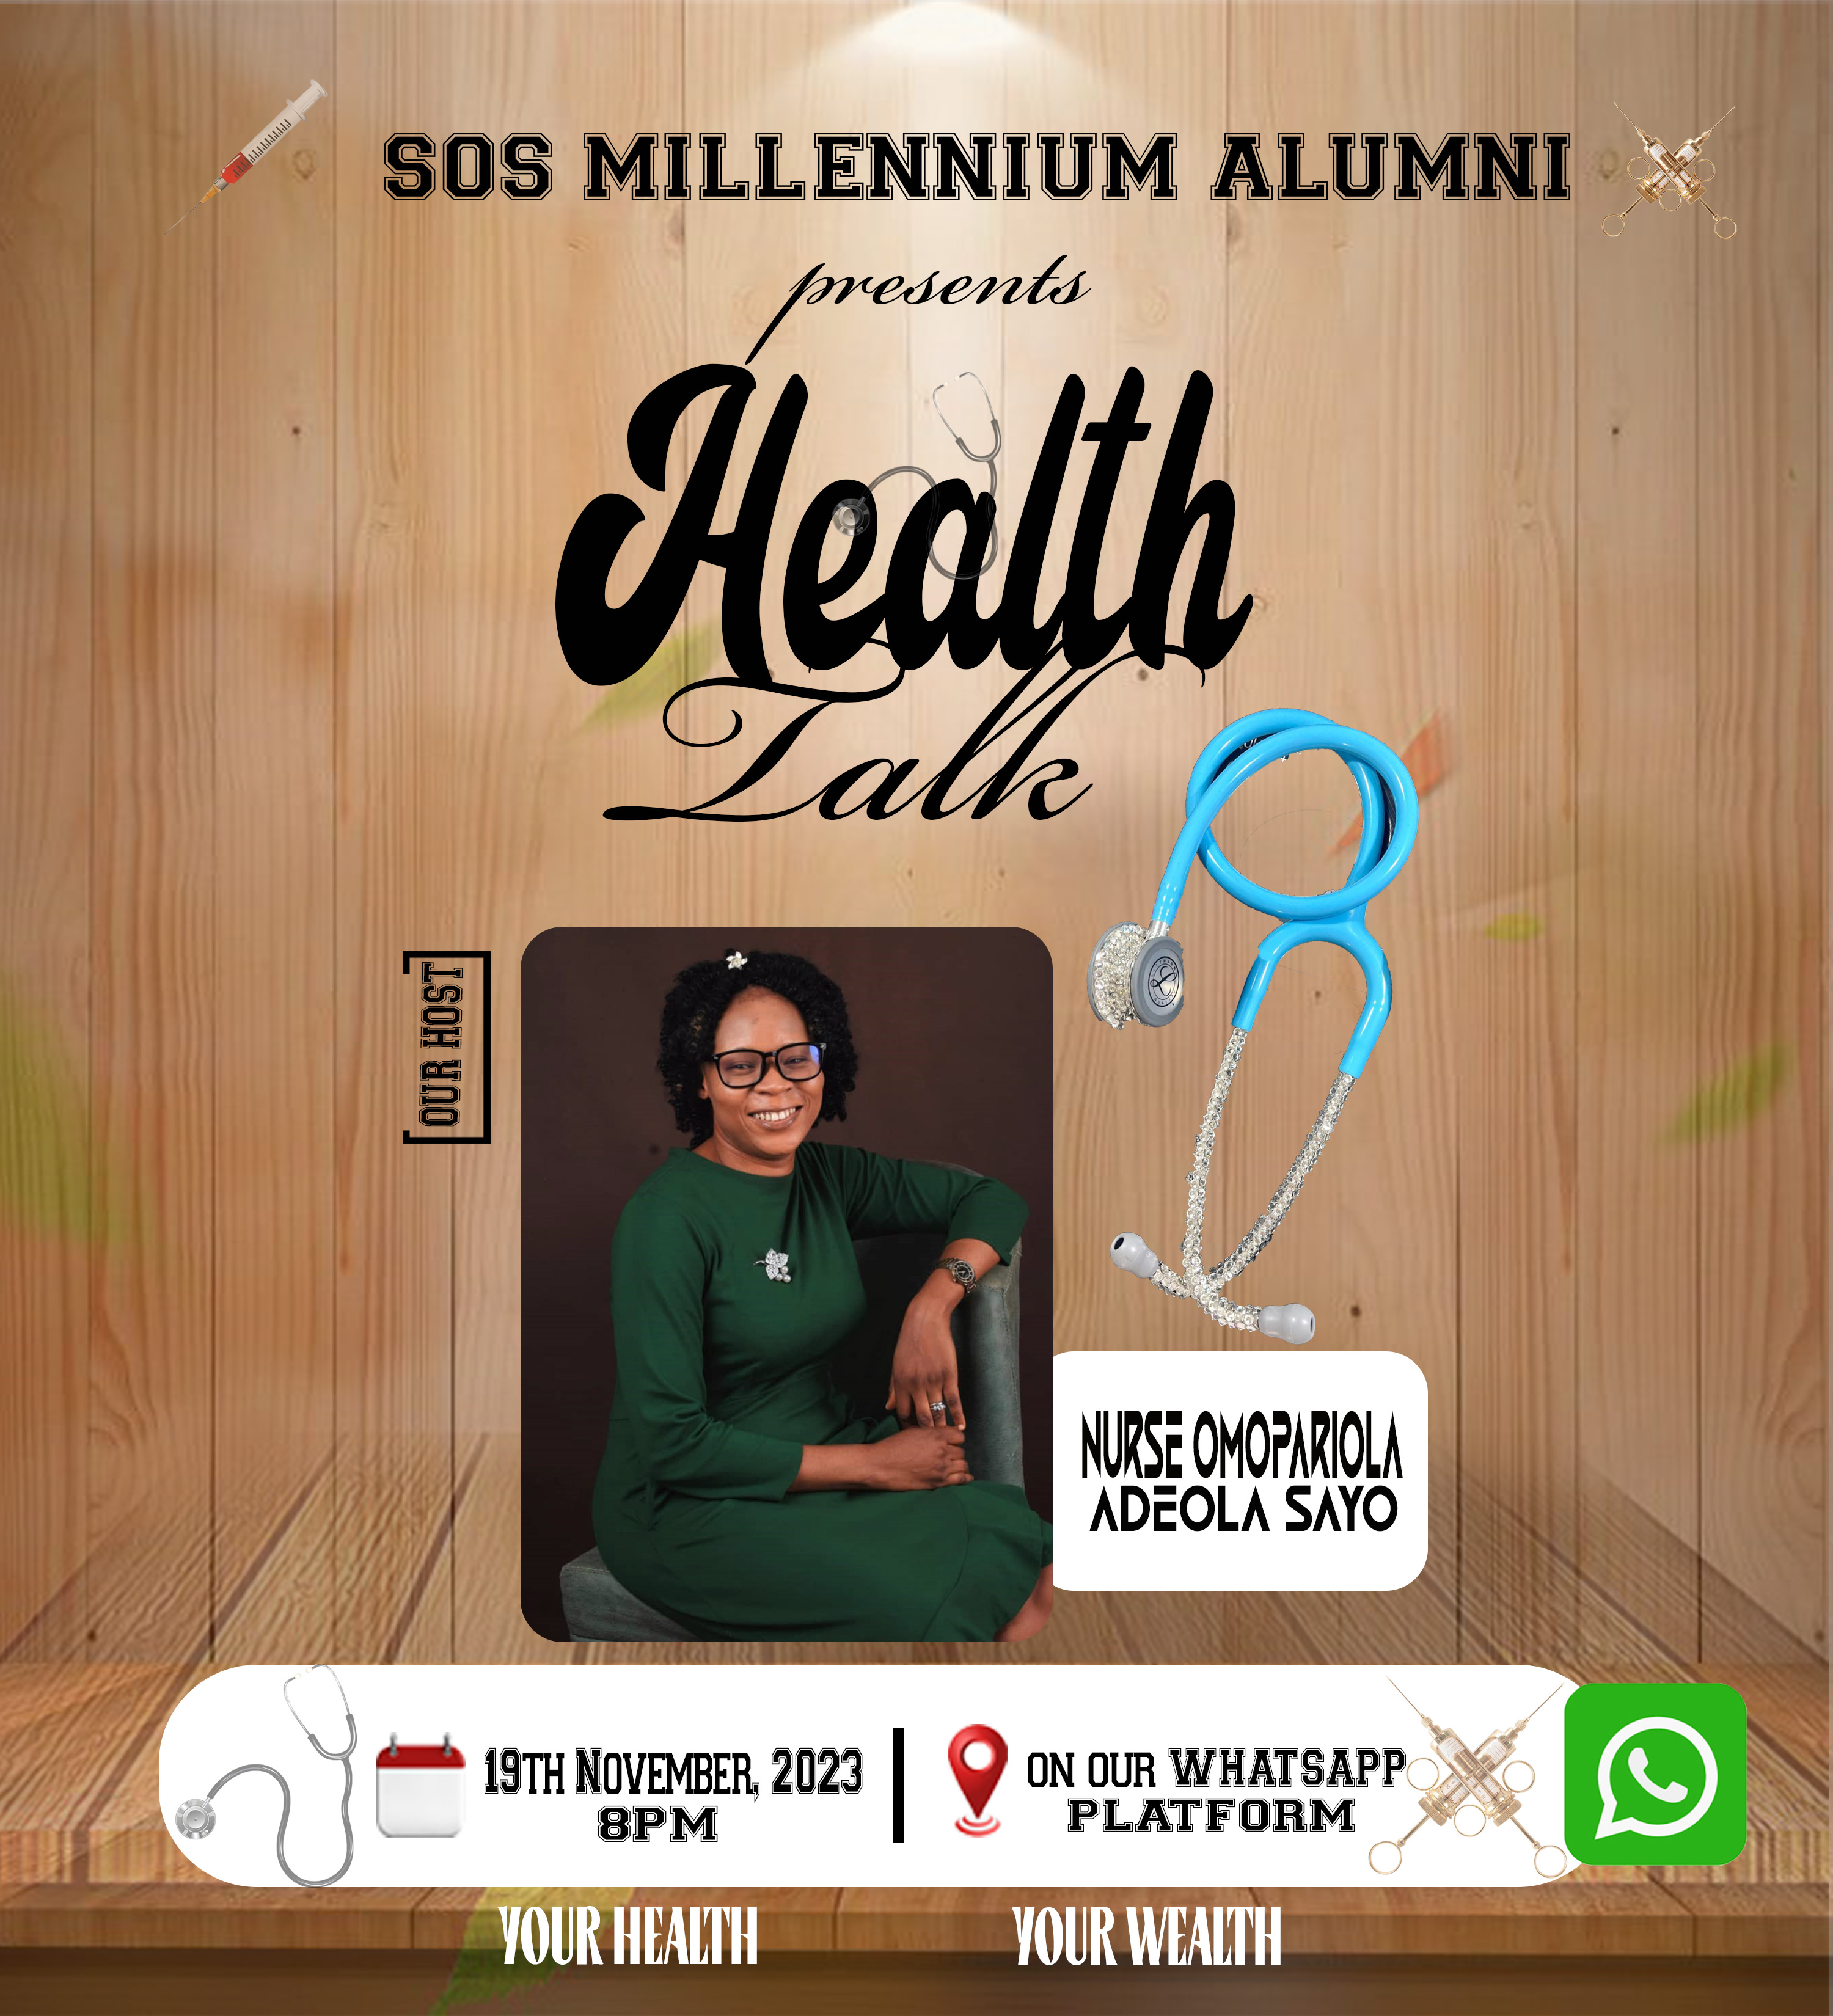 SOS MILLENNIUM ALUMNI
presents
Health
Talk
OUR HOST
NURSE OMOPARIOLA
ADEOLA SAYO
19TH NOVEMBER, 2023
8PM
ON OUR WHATSAPP
PLATFORM
YOUR HEALTH
YOUR WEALTH